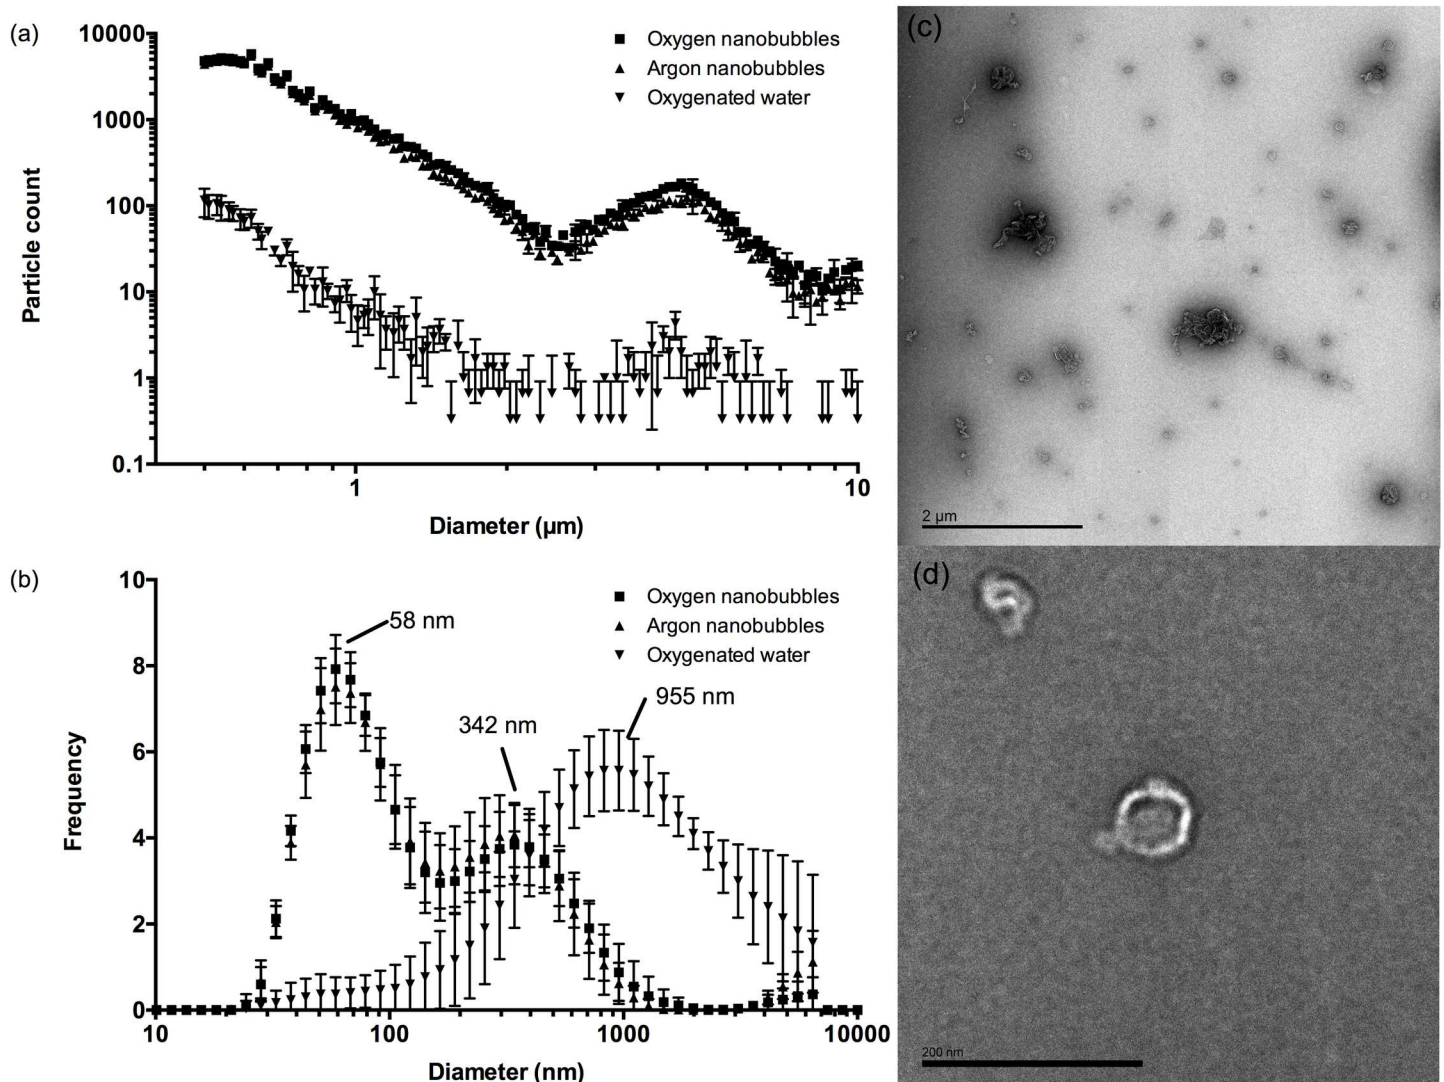 (a)
10000
1000
100
10
1
0.1
Particle count
Oxygen nanobubbles
Argon nanobubbles
Oxygenated water
1
10
Diameter (µm)
(b)
10
8
6
4
2
0
Frequency
Oxygen nanobubbles
Argon nanobubbles
Oxygenated water
58 nm
342 nm
955 nm
10
100
1000
10000
Diameter (nm)
(c)
2 µm
(d)
200 nm